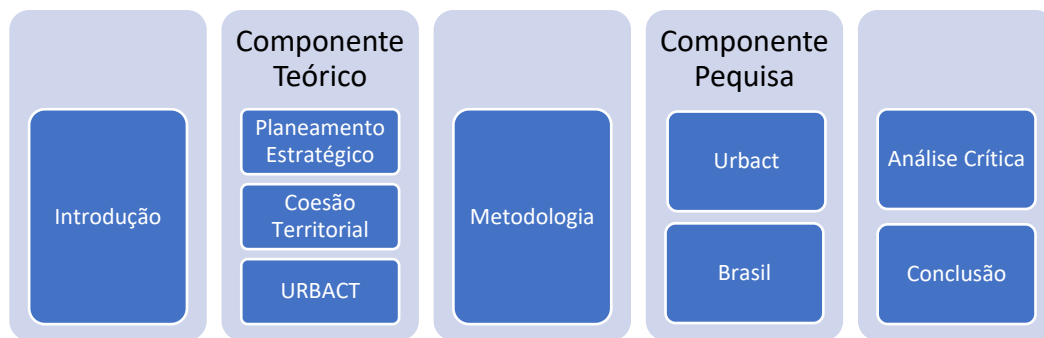 Introdução
Componente
Teórico
Planeamento
Estratégico
Coesão
Territorial
URBACT
Metodologia
Componente
Pequisa
Urbact
Brasil
Análise Crítica
Conclusão